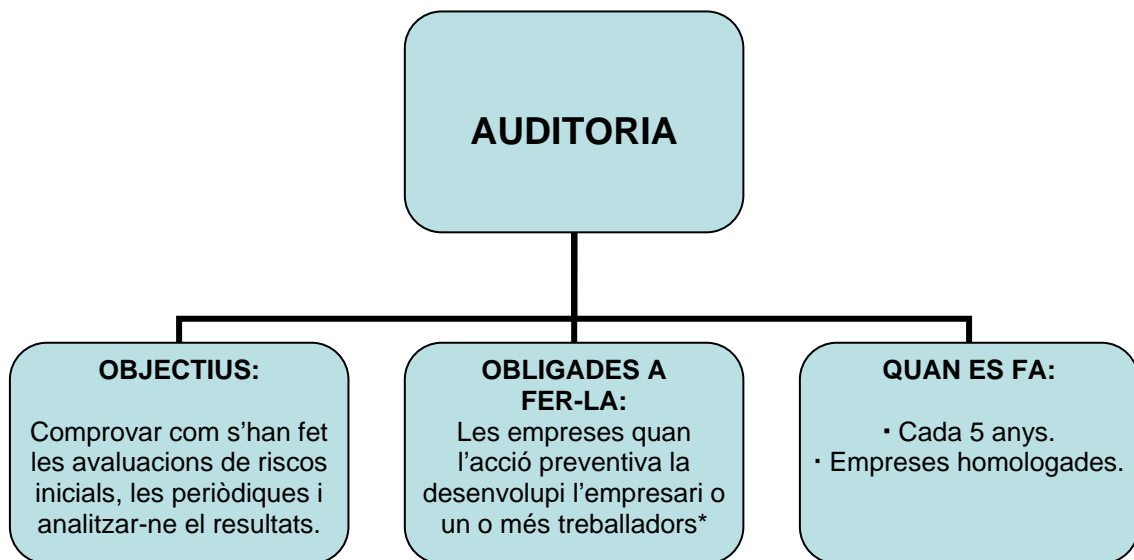 AUDITORIA
OBJECTIUS:
Comprovar com s’han fet
les avaluacions de riscos
inicials, les periòdiques i
analitzar-ne el resultats.
OBLIGADES A
FER-LA:
Les empreses quan
l’acció preventiva la
desenvolupi l’empresari o
un o més treballadors*
QUAN ES FA:
· Cada 5 anys.
· Empreses homologades.